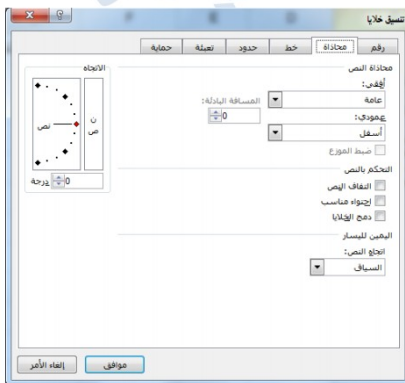 تنسيق خلايا
رقم محاذاة خط حدود تعبئة حماية
محاذاة النص
أفقي:
عامة
المسافة البادئة:
0
عمودي:
أسفل
ضبط الموزع
التحكم بالنص
التفاف النص
احتواء مناسب
دمج الخلايا
اليمين لليسار
اتجاه النص:
السياق
الاتجاه
ن
ص
نص
0 درجة
موافق إلغاء الأمر